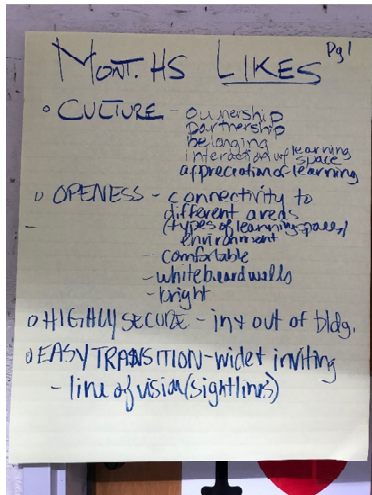 MONT. HS LIKES Pg 1
○ CULTURE - ownership
partnership
belonging
interaction w/ learning
space
appreciation of learning
○ OPENESS - connectivity to
different areas
(types of learning spaces)
environment
- comfortable
- whiteboard walls
- bright
○ HIGHLY SECURE - in + out of bldg.
○ EASY TRANSITION - wide + inviting
- line of vision (sightlines)